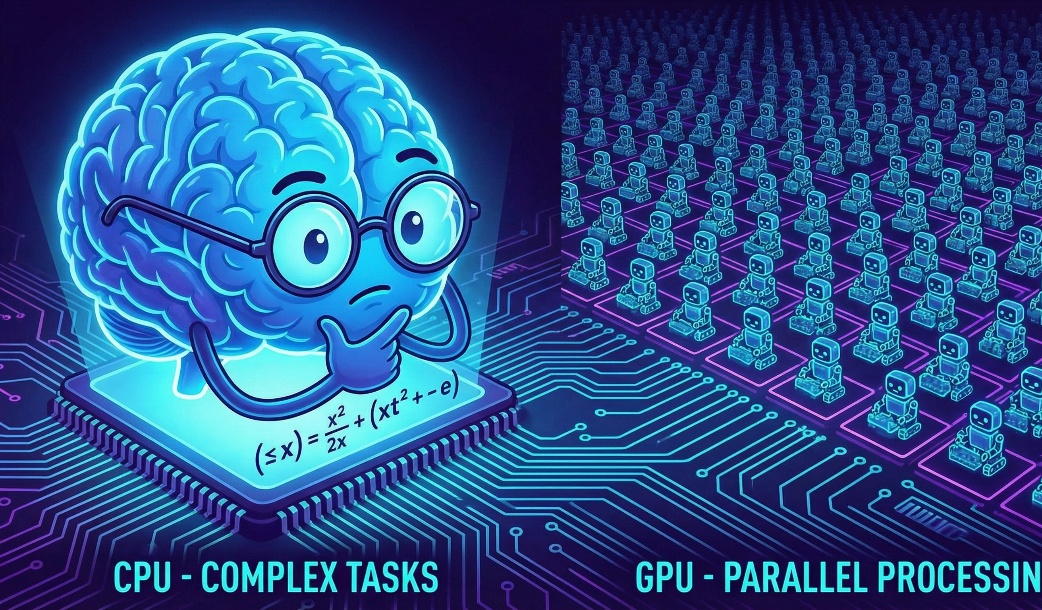 (≤x) = x²/2x + (xt² + - e)
CPU - COMPLEX TASKS
GPU - PARALLEL PROCESSIN